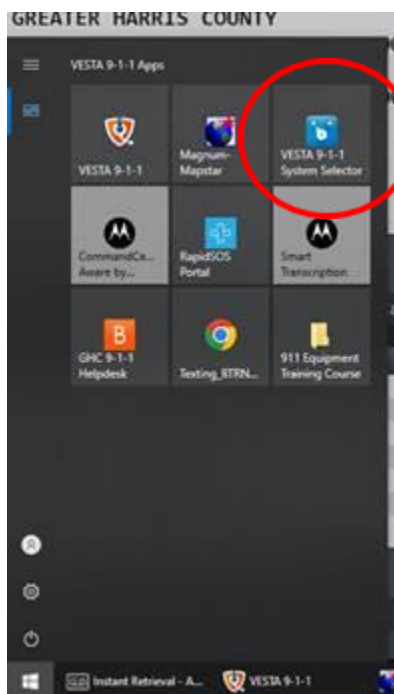 GREATER HARRIS COUNTY
VESTA 9-1-1 Apps
VESTA 9-1-1
Magnum-
Mapstar
VESTA 9-1-1
System Selector
CommandCe...
Aware by...
RapidSOS
Portal
Smart
Transcription
GHC 9-1-1
Helpdesk
Texting_BTRN...
911 Equipment
Training Course
Instant Retrieval - A...
VESTA 9-1-1